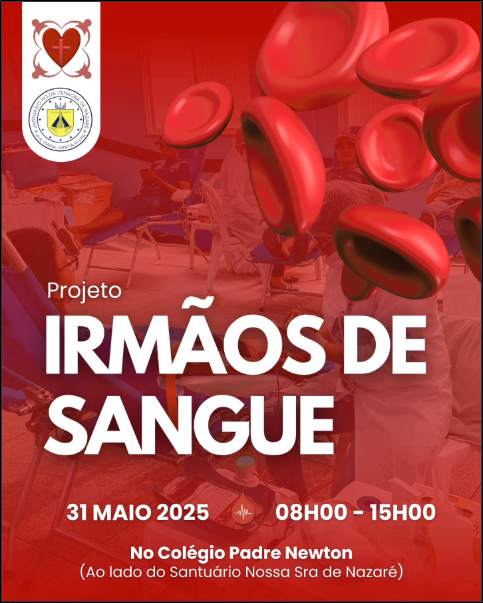 Projeto
IRMÃOS DE
SANGUE
31 MAIO 2025
08H00 - 15H00
No Colégio Padre Newton
(Ao lado do Santuário Nossa Sra de Nazaré)